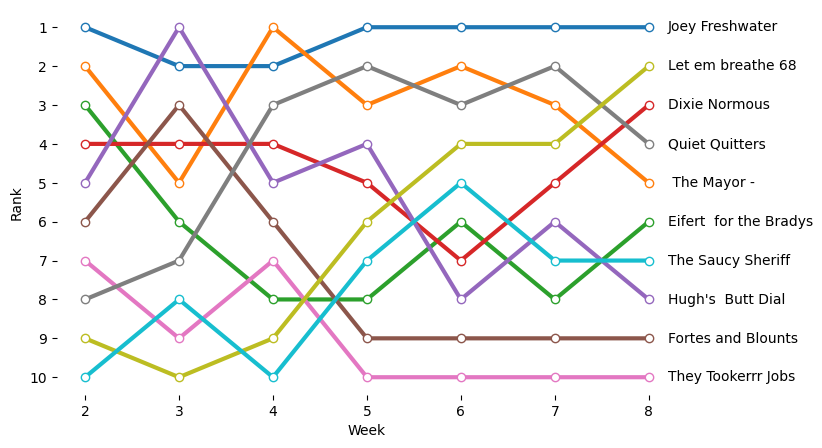 1
2
3
4
5
6
7
8
9
10
Rank
2 3 4 5 6 7 8
Week
Joey Freshwater
Let em breathe 68
Dixie Normous
Quiet Quitters
The Mayor -
Eifert  for the Bradys
The Saucy Sheriff
Hugh's  Butt Dial
Fortes and Blounts
They Tookerrr Jobs